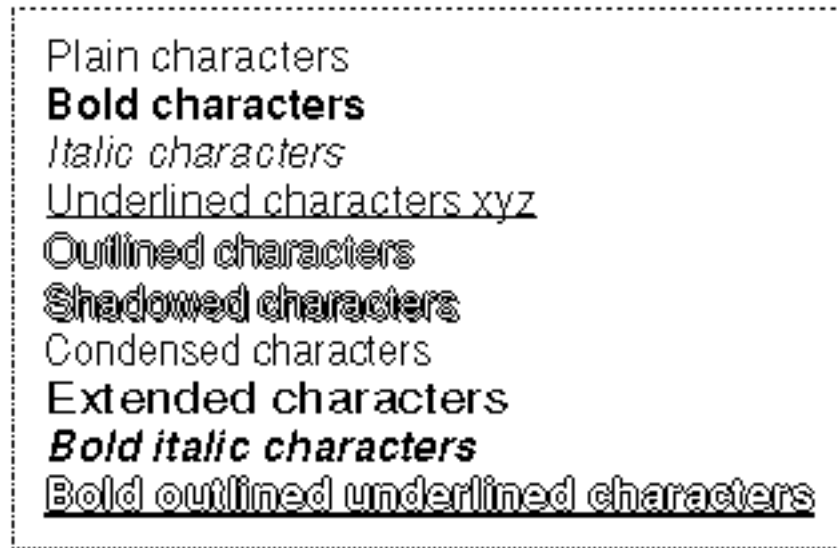 Plain characters
Bold characters
Italic characters
Underlined characters xyz
Outlined characters
Shadowed characters
Condensed characters
Extended characters
Bold italic characters
Bold outlined underlined characters